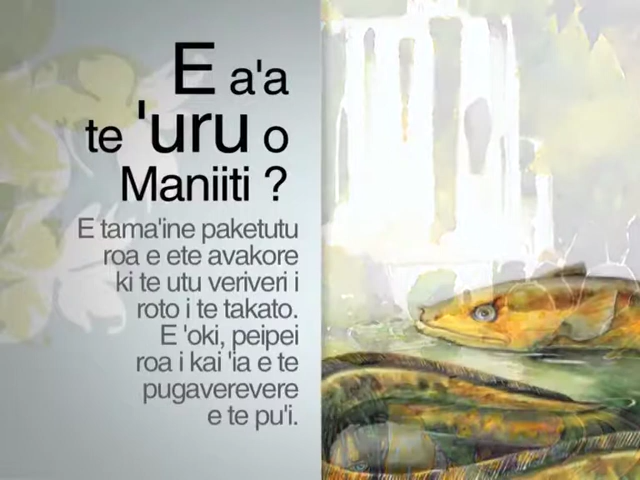 E a'a
te 'uru o
Maniiti ?
E tama'ine paketutu
roa e ete avakore
ki te utu veriveri i
roto i te takato.
E 'oki, peipei
roa i kai 'ia e te
pugaverevere
e te pu'i.